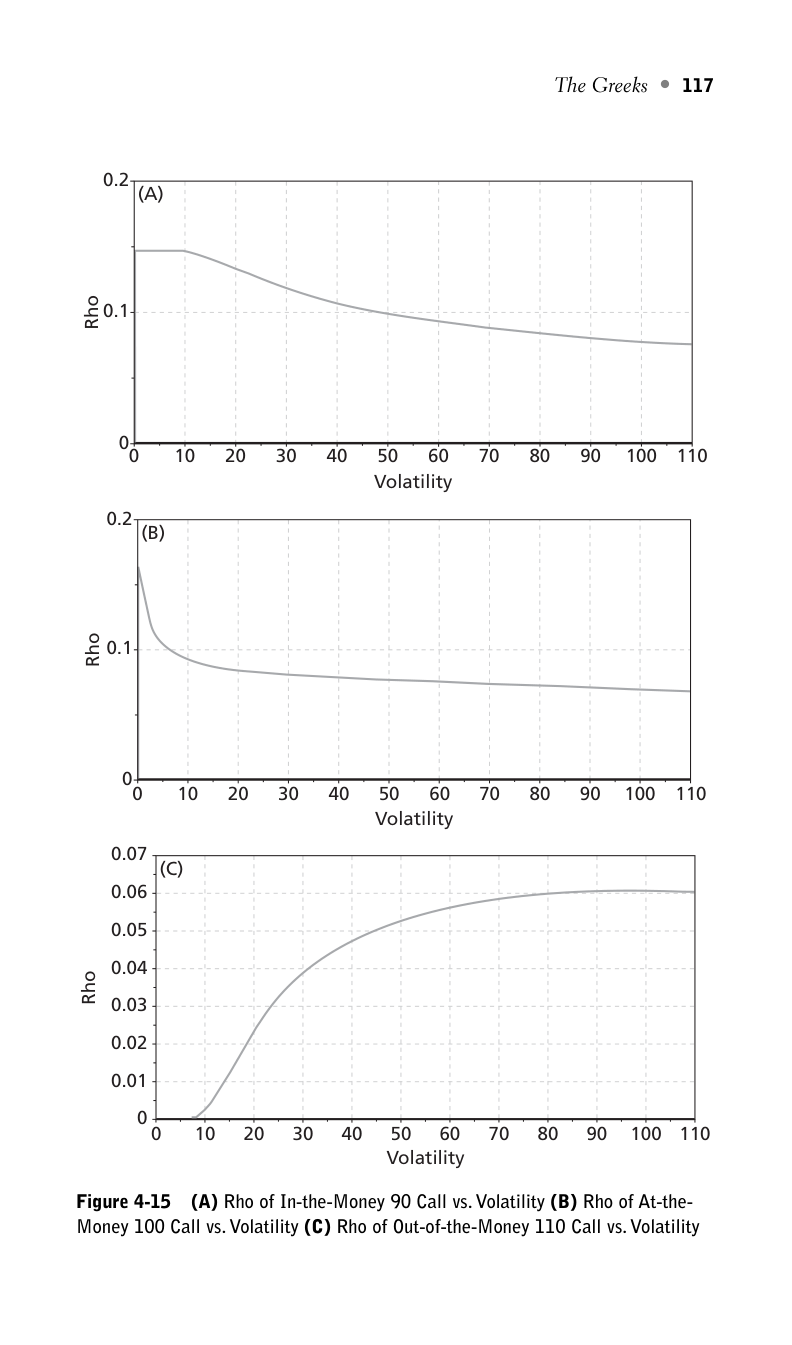 The Greeks • 117
0.2
(A)
0.1
Rho
0
0 10 20 30 40 50 60 70 80 90 100 110
Volatility
0.2
(B)
0.1
Rho
0
0 10 20 30 40 50 60 70 80 90 100 110
Volatility
0.07
(C)
0.06
0.05
0.04
Rho
0.03
0.02
0.01
0
0 10 20 30 40 50 60 70 80 90 100 110
Volatility
Figure 4-15 (A) Rho of In-the-Money 90 Call vs. Volatility (B) Rho of At-the-
Money 100 Call vs. Volatility (C) Rho of Out-of-the-Money 110 Call vs. Volatility